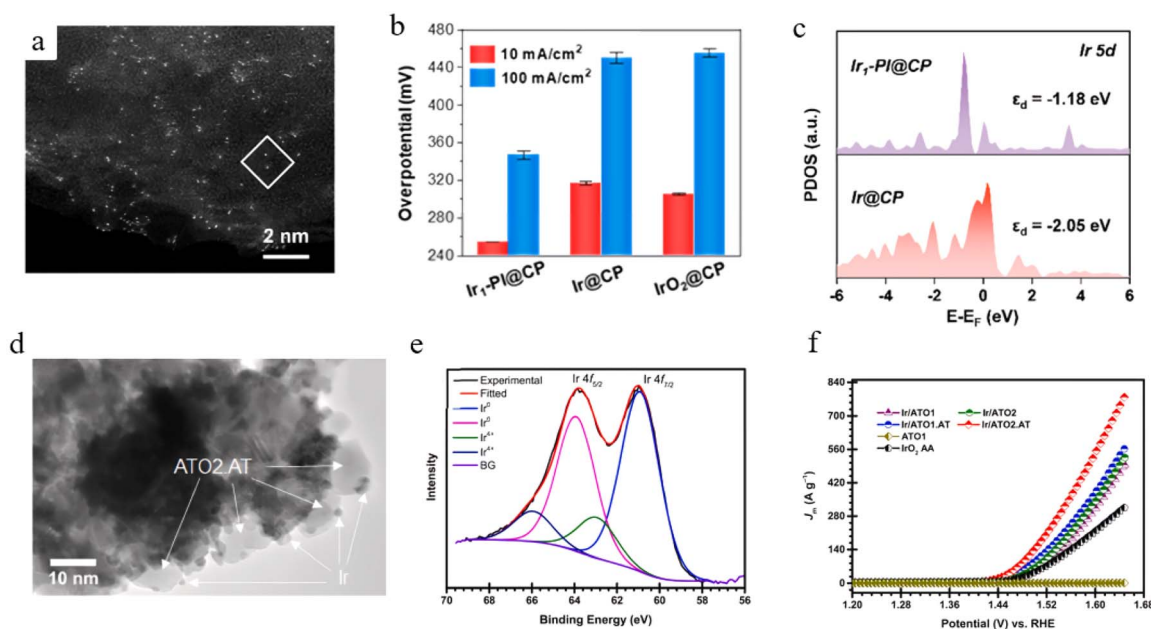 a
2 nm
b
Overpotential (mV)
480
440
400
360
320
280
240
10 mA/cm²
100 mA/cm²
Ir₁-PI@CP
Ir@CP
IrO₂@CP
c
PDOS (a.u.)
Ir 5d
Ir₁-PI@CP
ε_d = -1.18 eV
Ir@CP
ε_d = -2.05 eV
-6 -4 -2 0 2 4 6
E-E_F (eV)
d
ATO2.AT
Ir
10 nm
e
Intensity
Experimental
Fitted
Ir⁰
Ir⁰
Ir⁴⁺
Ir⁴⁺
BG
Ir 4f₅/₂ Ir 4f₇/₂
70 68 66 64 62 60 58 56
Binding Energy (eV)
f
Jₘ (A g⁻¹)
840
700
560
420
280
140
0
Ir/ATO1 Ir/ATO2
Ir/ATO1.AT Ir/ATO2.AT
ATO1
IrO₂ AA
1.20 1.28 1.36 1.44 1.52 1.60 1.68
Potential (V) vs. RHE